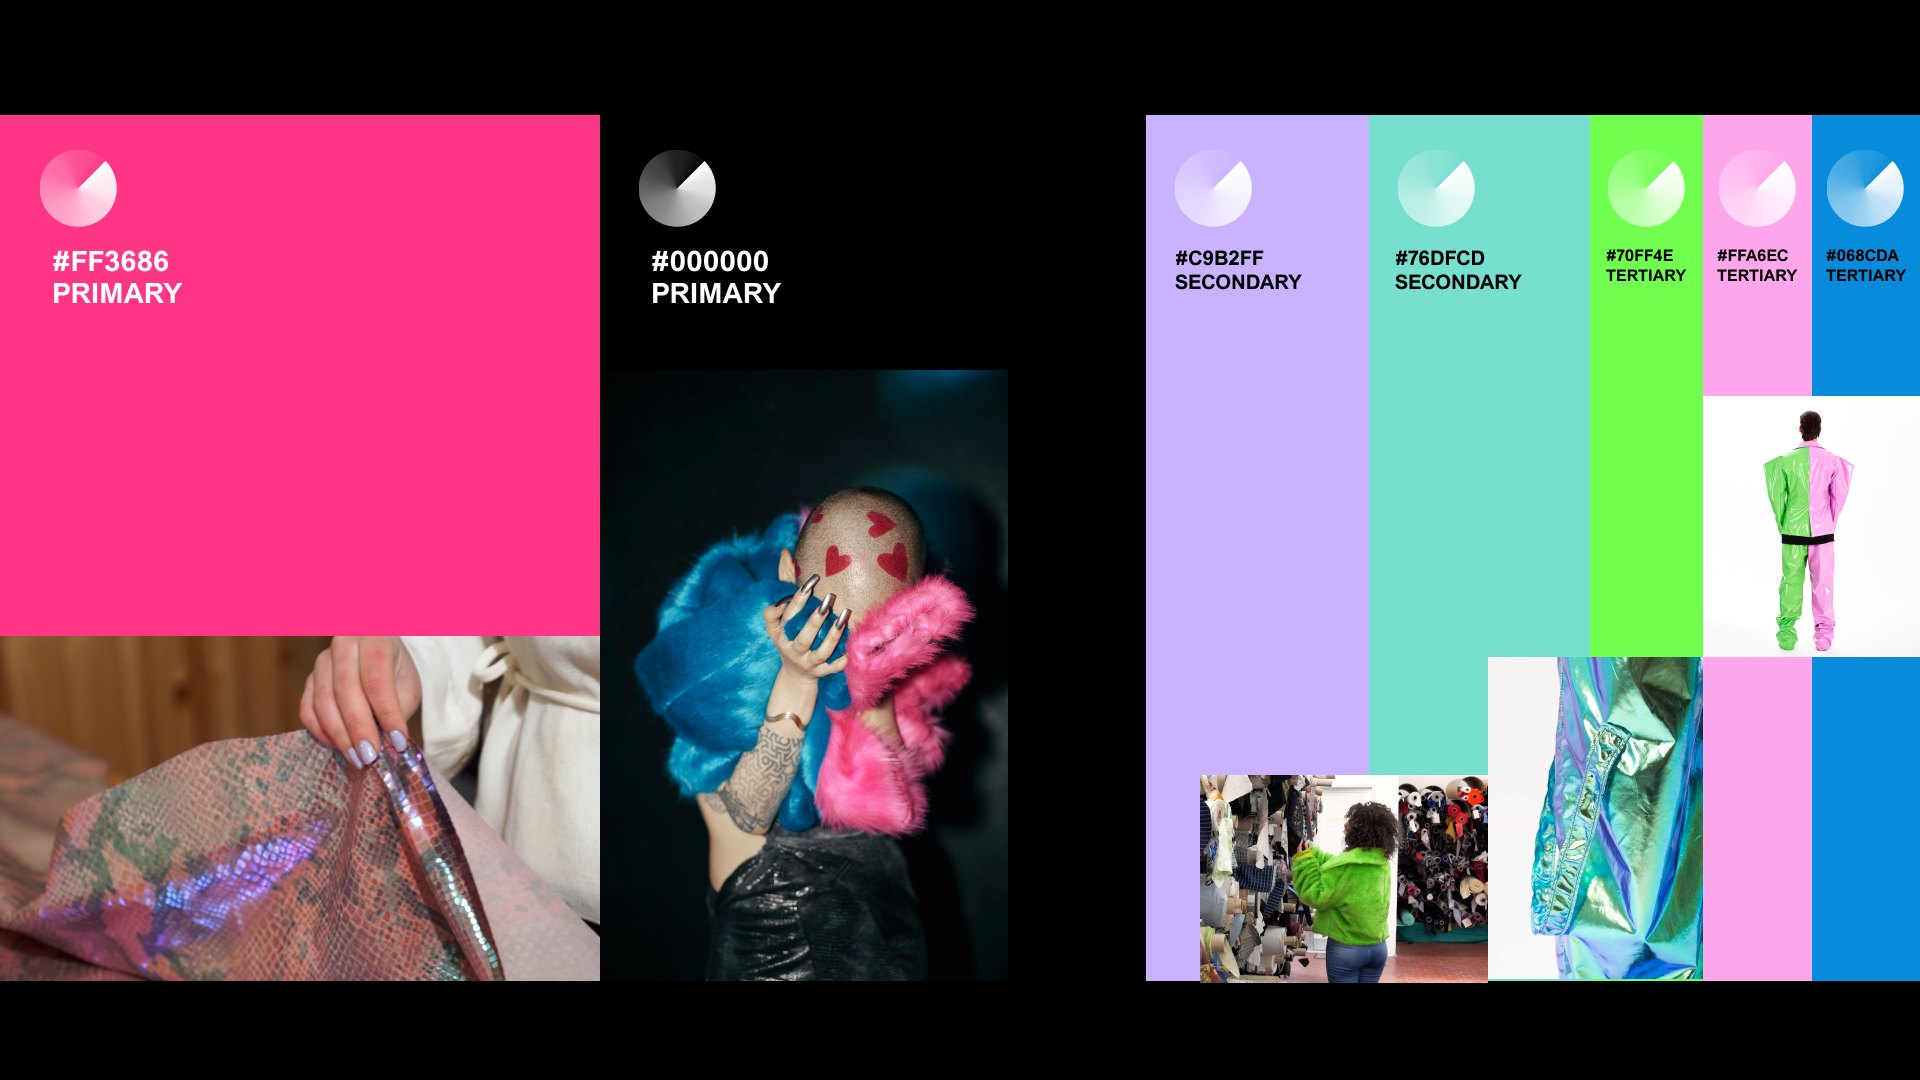 #FF3686
PRIMARY
#000000
PRIMARY
#C9B2FF
SECONDARY
#76DFCD
SECONDARY
#70FF4E
TERTIARY
#FFA6EC
TERTIARY
#068CDA
TERTIARY